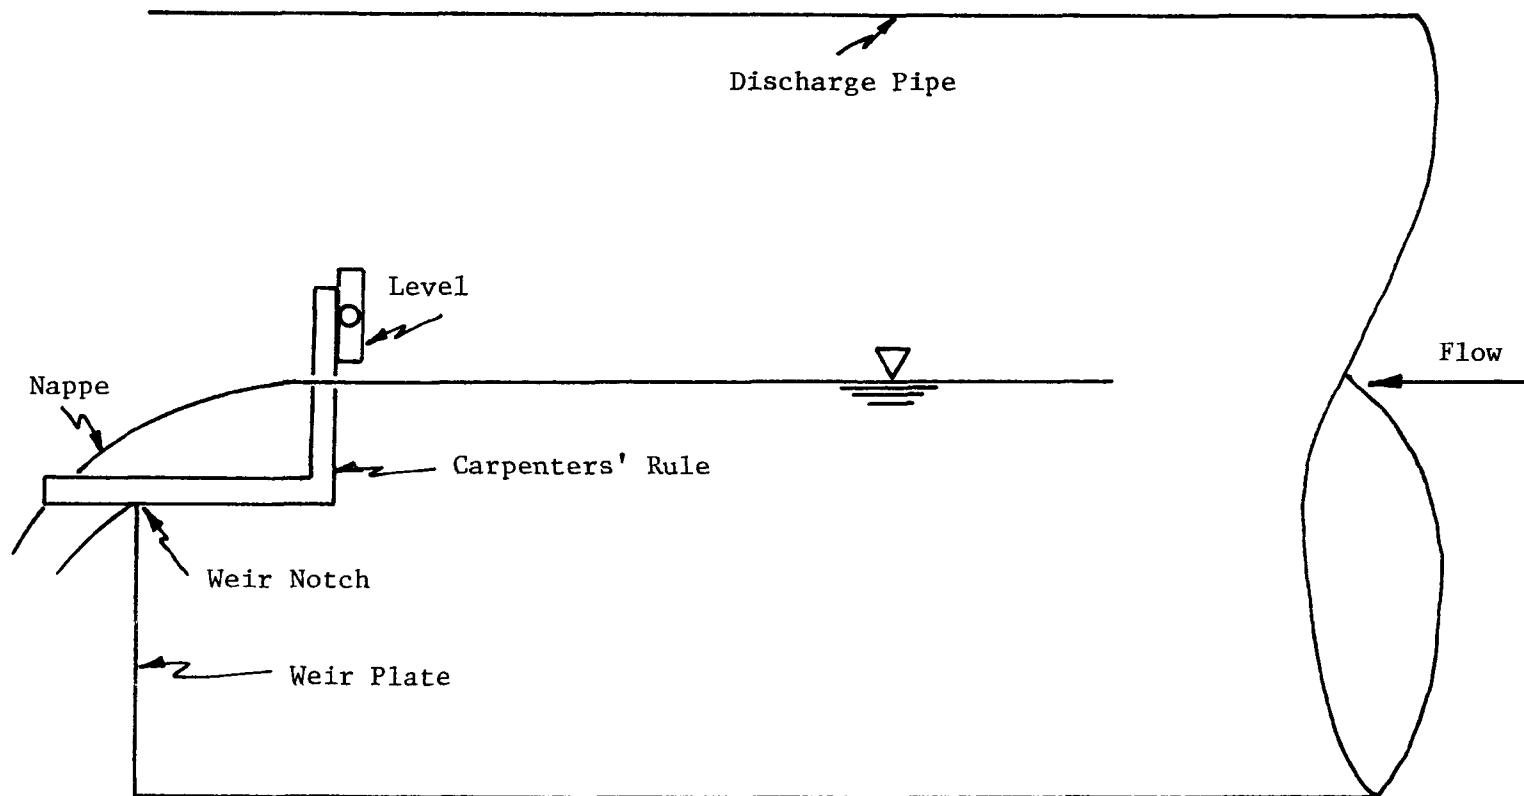 Discharge Pipe
Level
Flow
Nappe
Carpenters' Rule
Weir Notch
Weir Plate